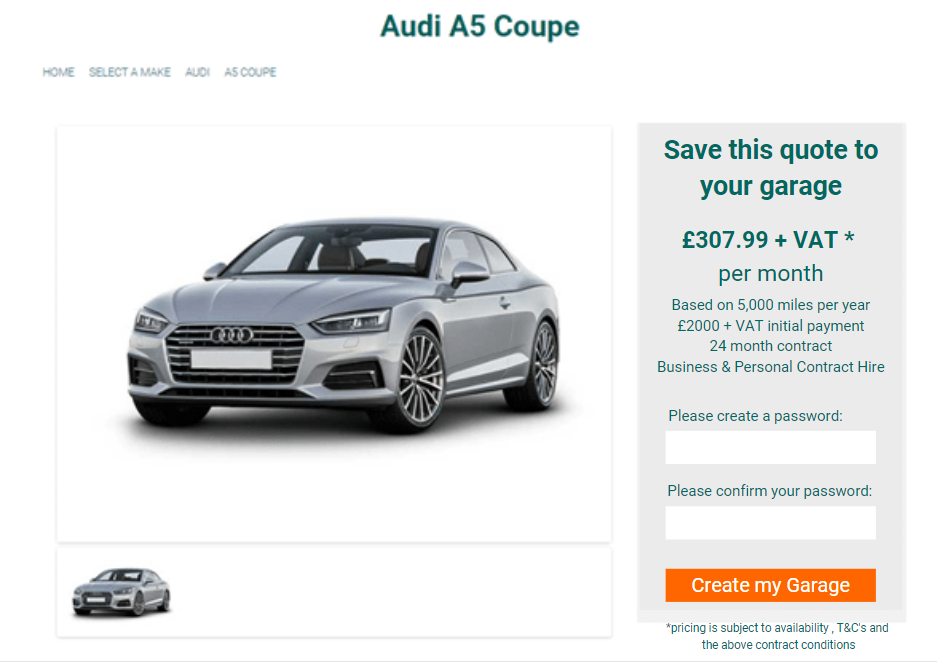 Audi A5 Coupe
HOME SELECT A MAKE AUDI A5 COUPE
Save this quote to
your garage
£307.99 + VAT *
per month
Based on 5,000 miles per year
£2000 + VAT initial payment
24 month contract
Business & Personal Contract Hire
Please create a password:
Please confirm your password:
Create my Garage
*pricing is subject to availability , T&C's and
the above contract conditions